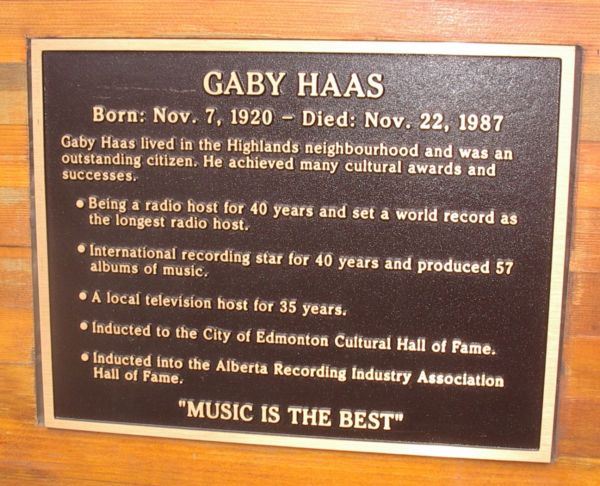 GABY HAAS
Born: Nov. 7, 1920 – Died: Nov. 22, 1987
Gaby Haas lived in the Highlands neighbourhood and was an
outstanding citizen. He achieved many cultural awards and
successes.
• Being a radio host for 40 years and set a world record as
the longest radio host.
• International recording star for 40 years and produced 57
albums of music.
• A local television host for 35 years.
• Inducted to the City of Edmonton Cultural Hall of Fame.
• Inducted into the Alberta Recording Industry Association
Hall of Fame.
"MUSIC IS THE BEST"